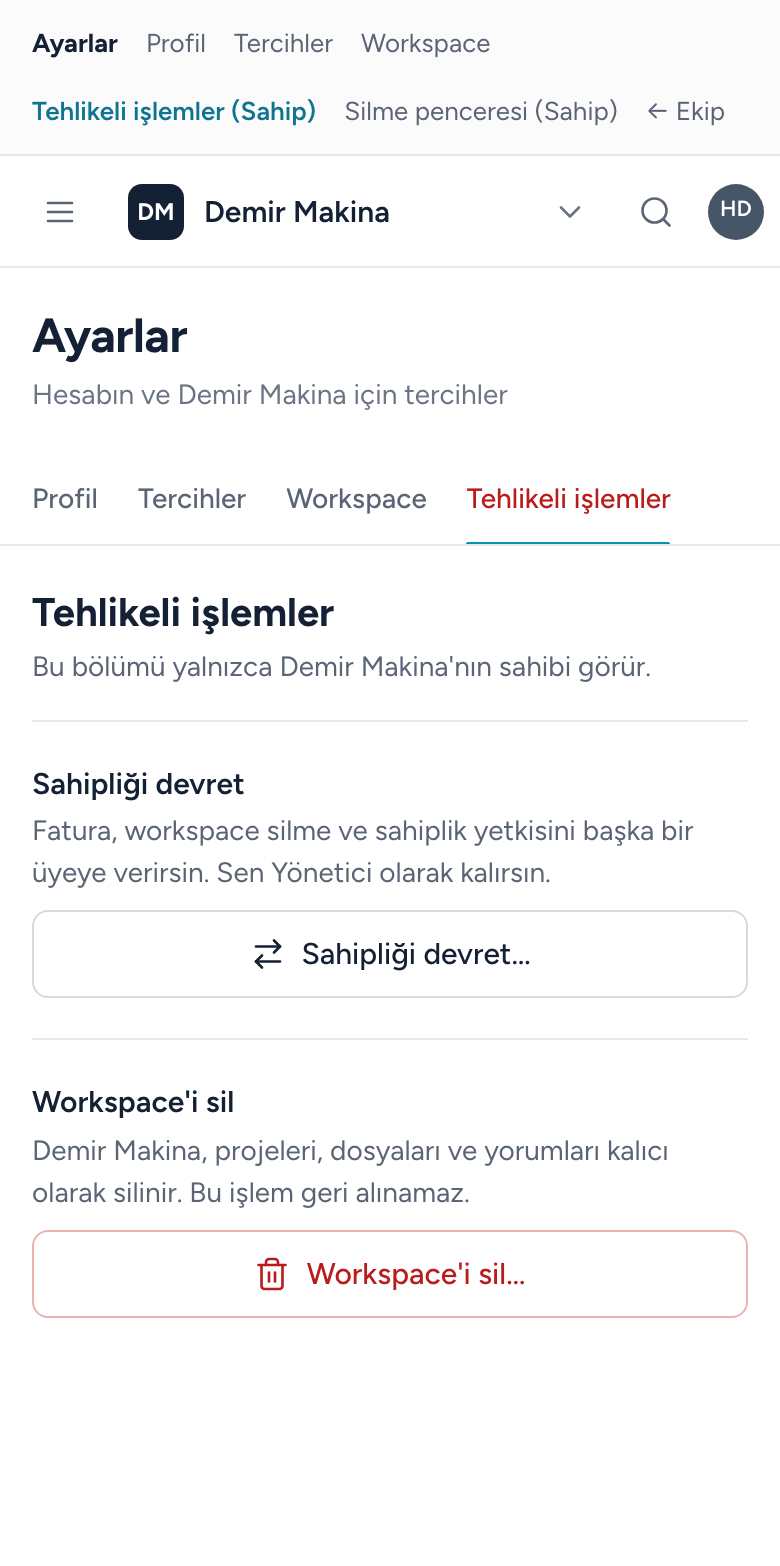 Ayarlar Profil Tercihler Workspace
Tehlikeli işlemler (Sahip) Silme penceresi (Sahip) ← Ekip
DM Demir Makina HD
Ayarlar
Hesabın ve Demir Makina için tercihler
Profil Tercihler Workspace Tehlikeli işlemler
Tehlikeli işlemler
Bu bölümü yalnızca Demir Makina'nın sahibi görür.
Sahipliği devret
Fatura, workspace silme ve sahiplik yetkisini başka bir
üyeye verirsin. Sen Yönetici olarak kalırsın.
Sahipliği devret...
Workspace'i sil
Demir Makina, projeleri, dosyaları ve yorumları kalıcı
olarak silinir. Bu işlem geri alınamaz.
Workspace'i sil...